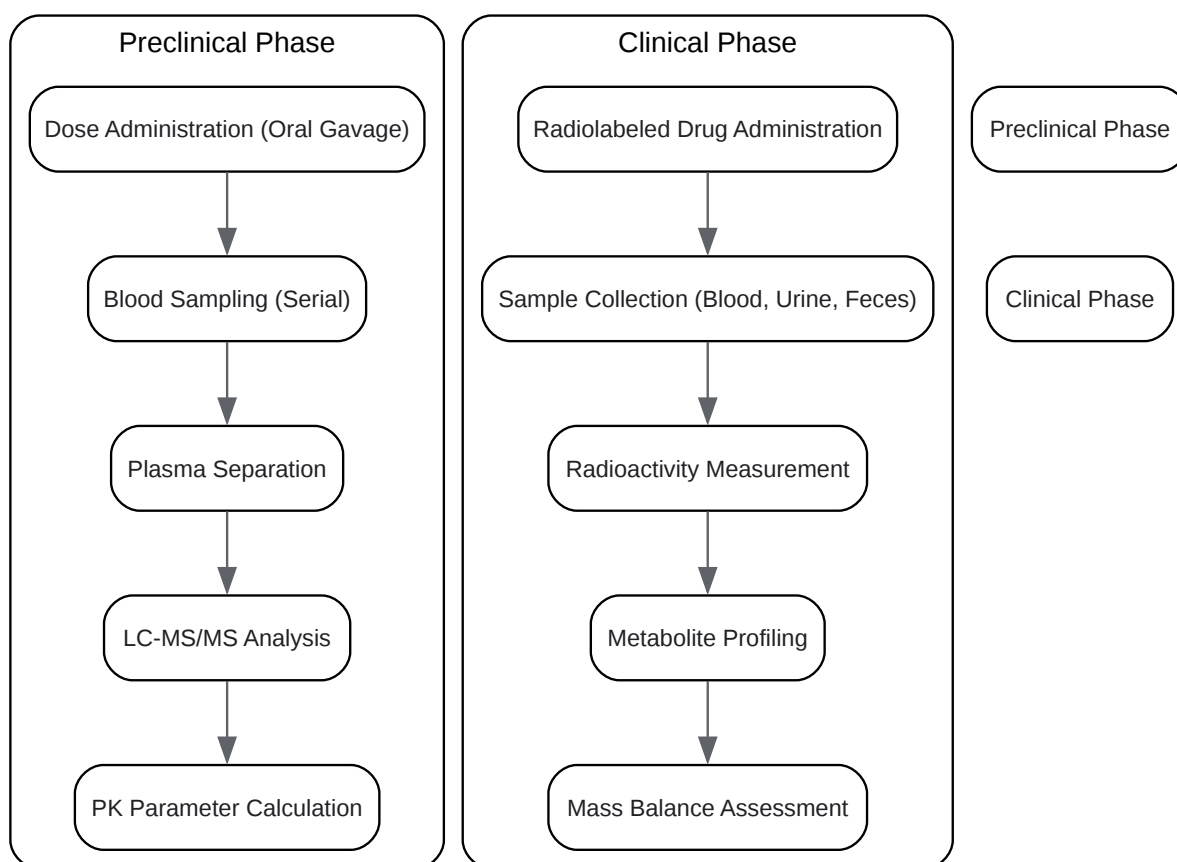 Preclinical Phase
Dose Administration (Oral Gavage)
Blood Sampling (Serial)
Plasma Separation
LC-MS/MS Analysis
PK Parameter Calculation
Clinical Phase
Radiolabeled Drug Administration
Sample Collection (Blood, Urine, Feces)
Radioactivity Measurement
Metabolite Profiling
Mass Balance Assessment
Preclinical Phase
Clinical Phase